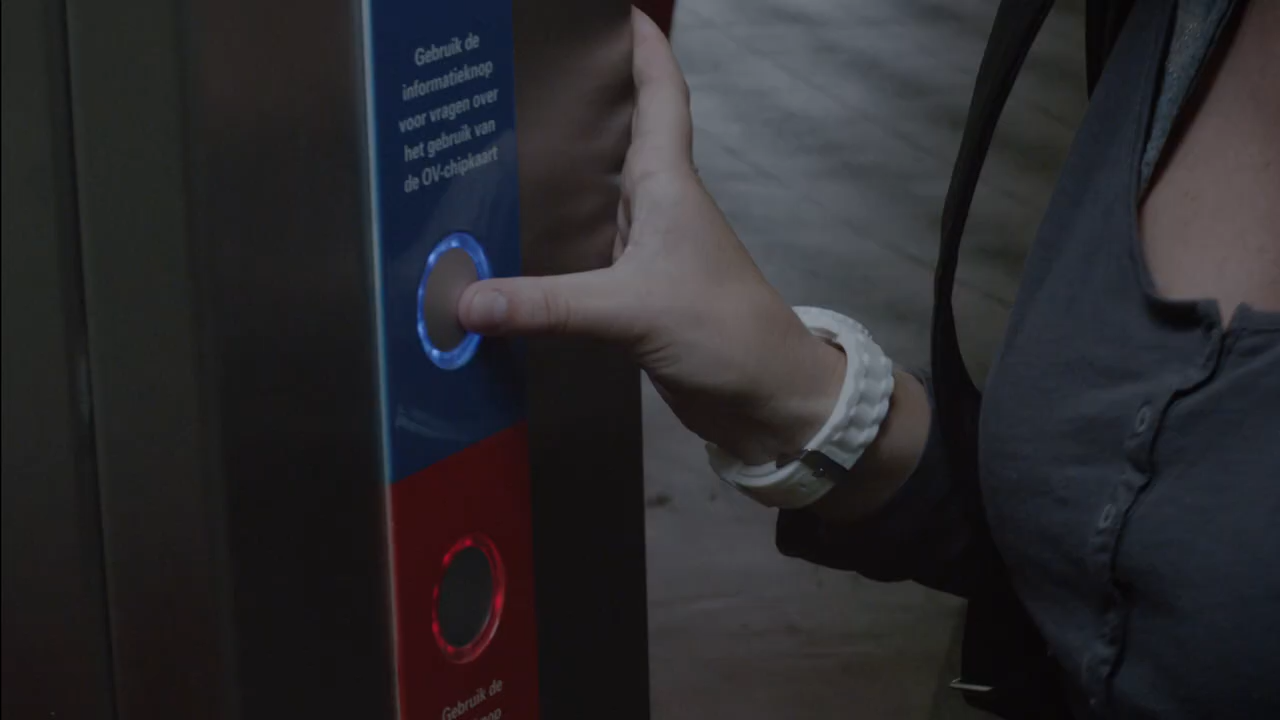 Gebruik de
informatieknop
voor vragen over
het gebruik van
de OV-chipkaart
Gebruik de